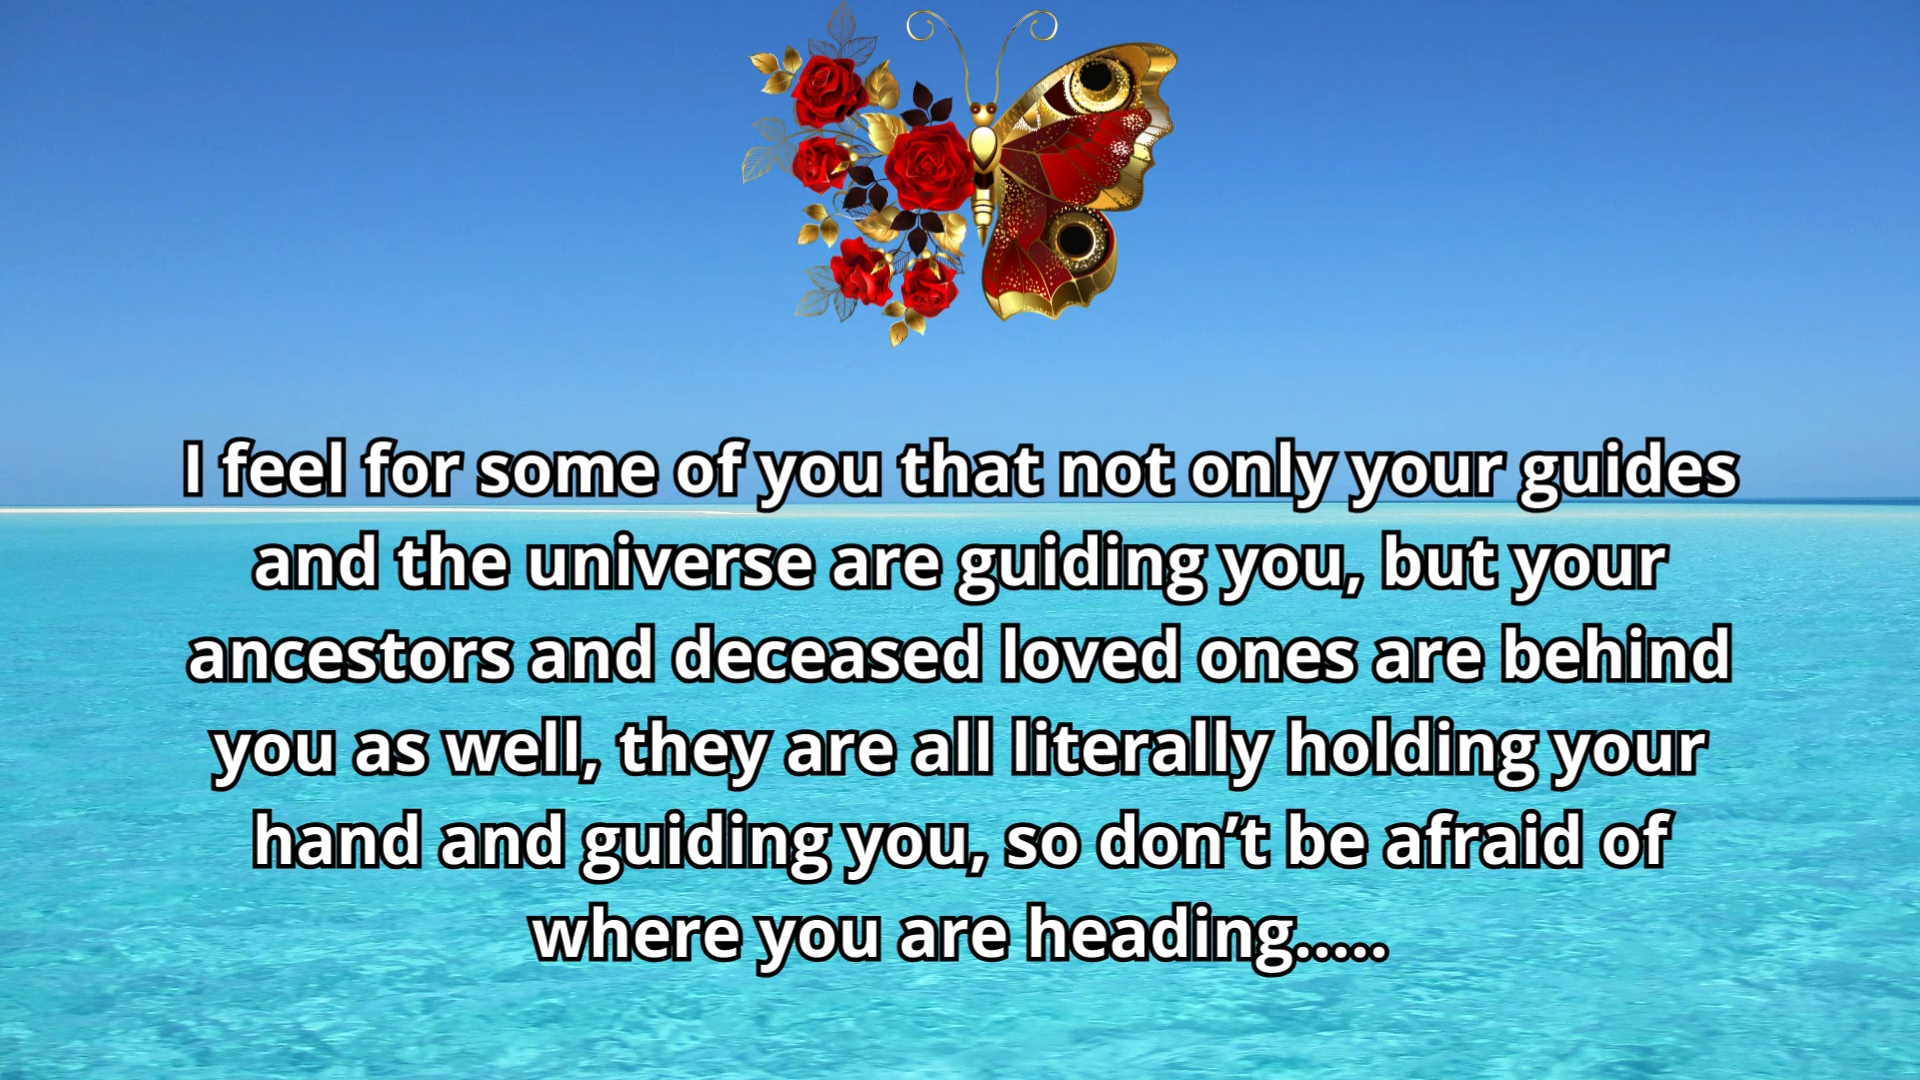 I feel for some of you that not only your guides
and the universe are guiding you, but your
ancestors and deceased loved ones are behind
you as well, they are all literally holding your
hand and guiding you, so don’t be afraid of
where you are heading.....